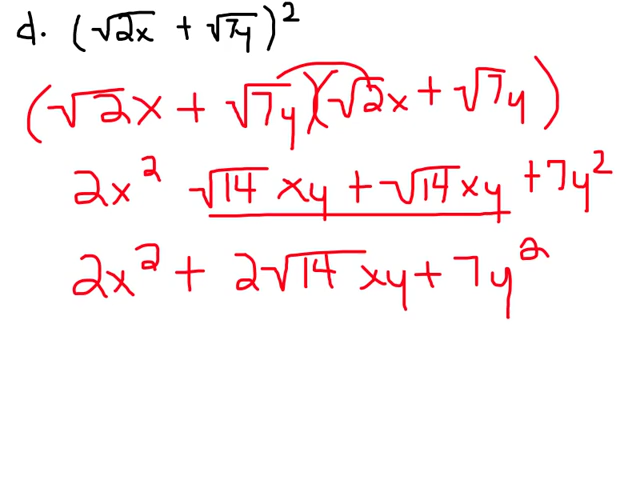 d. (√2x + √7y)²
(√2x + √7y)(√2x + √7y)
2x² √14 xy + √14 xy + 7y²
2x² + 2√14 xy + 7y²